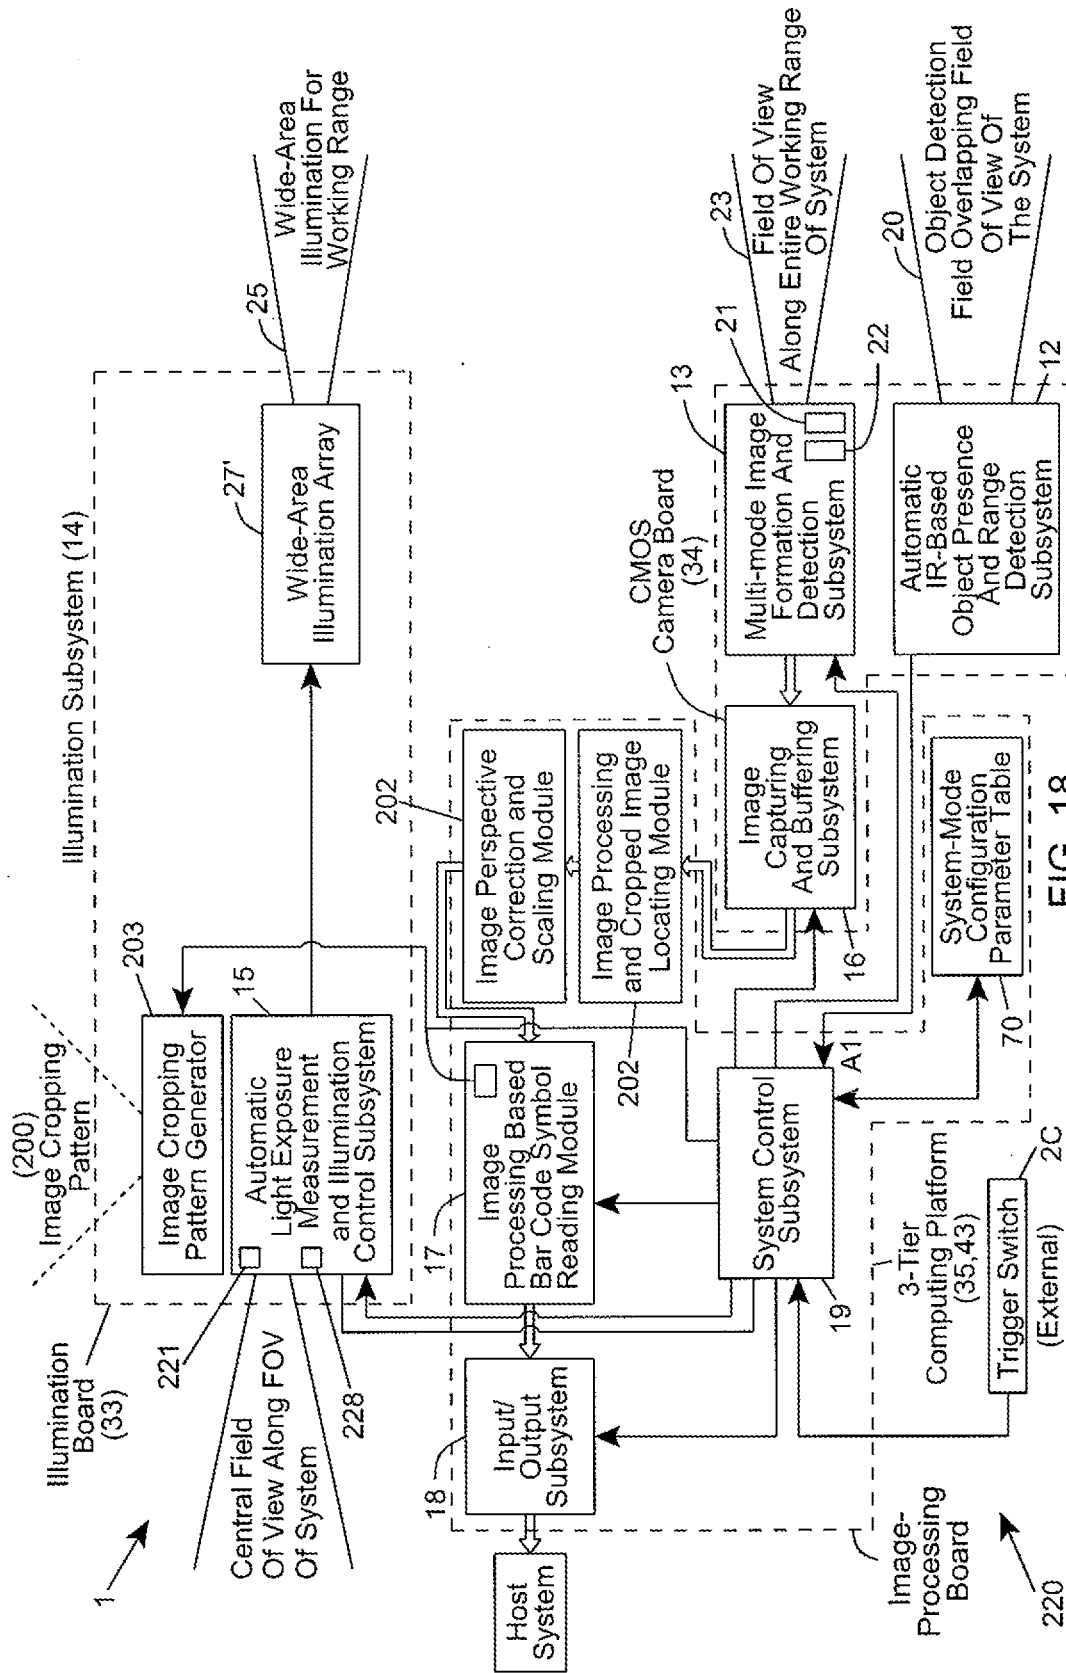 1
Illumination
Board
(33)
(200)
Image Cropping
Pattern
Illumination Subsystem (14)
203
Image Cropping
Pattern Generator
15
Automatic
Light Exposure
Measurement
and Illumination
Control Subsystem
221
228
Central Field
Of View Along FOV
Of System
27'
Wide-Area
Illumination Array
25
Wide-Area
Illumination For
Working Range
Host
System
18
Input/
Output
Subsystem
17
Image
Processing Based
Bar Code Symbol
Reading Module
202
Image Perspective
Correction and
Scaling Module
Image Processing
and Cropped Image
Locating Module
202
CMOS
Camera Board
(34)
13
Multi-mode Image
Formation And
Detection
Subsystem
21
22
23
Field Of View
Along Entire Working Range
Of System
Image
Capturing
And Buffering
Subsystem
16
19
System Control
Subsystem
A1
Automatic
IR-Based
Object Presence
And Range
Detection
Subsystem
12
20
Object Detection
Field Overlapping Field
Of View Of
The System
Image-
Processing
Board
3-Tier
Computing Platform
(35,43)
70
System-Mode
Configuration
Parameter Table
2C
Trigger Switch
(External)
220
FIG. 18